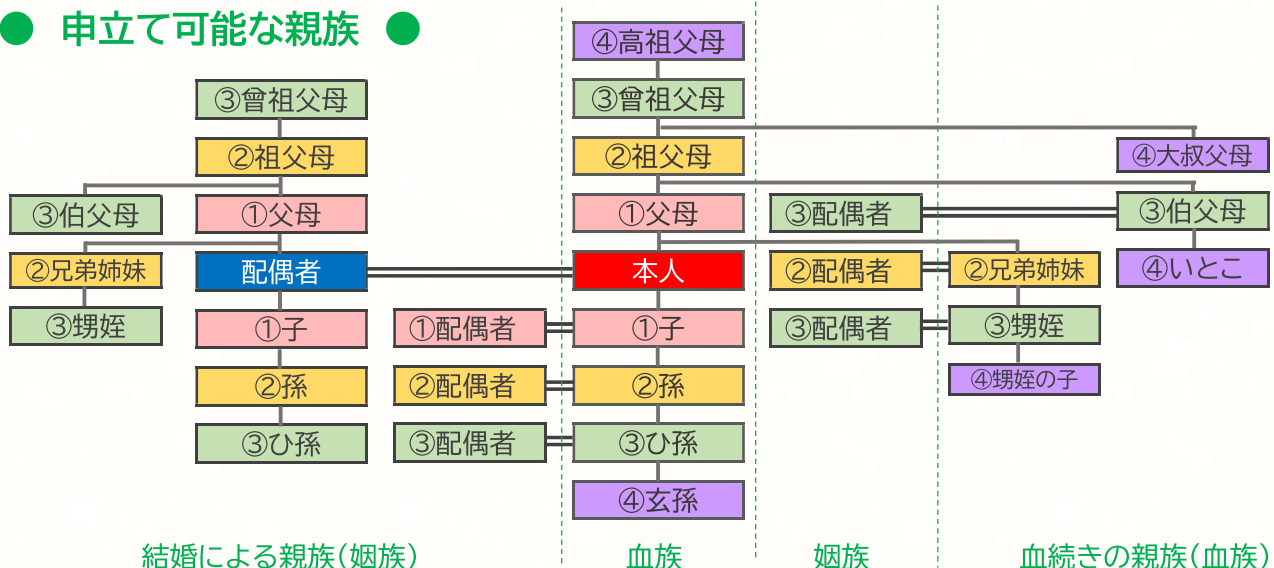 ● 申立て可能な親族 ●
④高祖父母
③曾祖父母
③曾祖父母
②祖父母
②祖父母
④大叔父母
③伯父母
①父母
①父母
③配偶者
③伯父母
②兄弟姉妹
配偶者
本人
②配偶者
②兄弟姉妹
④いとこ
③甥姪
①子
①配偶者
①子
③配偶者
③甥姪
②孫
②配偶者
②孫
④甥姪の子
③ひ孫
③配偶者
③ひ孫
④玄孫
結婚による親族(姻族)
血族
姻族
血続きの親族(血族)